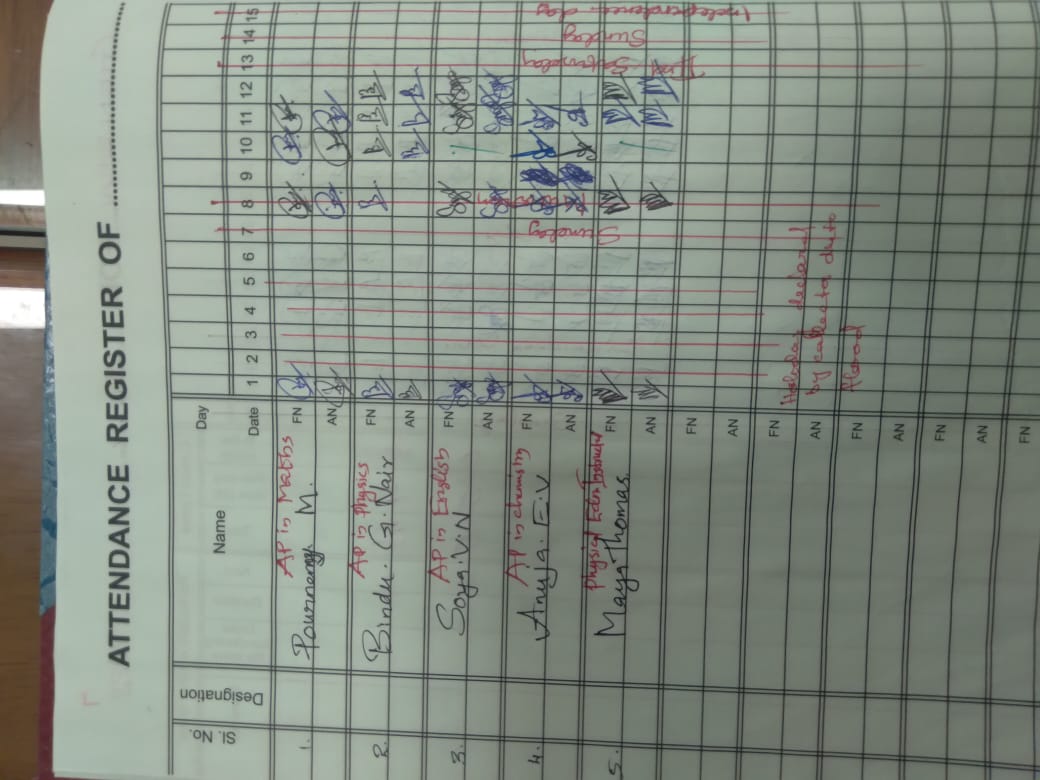 ATTENDANCE REGISTER OF
Sl. No.
Designation
Name
Day
Date 1 2 3 4 5 6 7 8 9 10 11 12 13 14 15
AP in Maths
1. Pournamy M. FN
AN
AP in physics
2. Bindu. G. Nair FN
AN
AP in English
3. Soya. V. N FN
AN
AP in chemistry
4. Anuja. E. V FN
AN
Physical Edn Instructor
5. Maya Thomas FN
AN
Sunday
IInd Saturday
Sunday
Independence day
FN
AN
FN
Holiday declared
AN
by collector due to
FN
flood
AN
FN
AN
FN